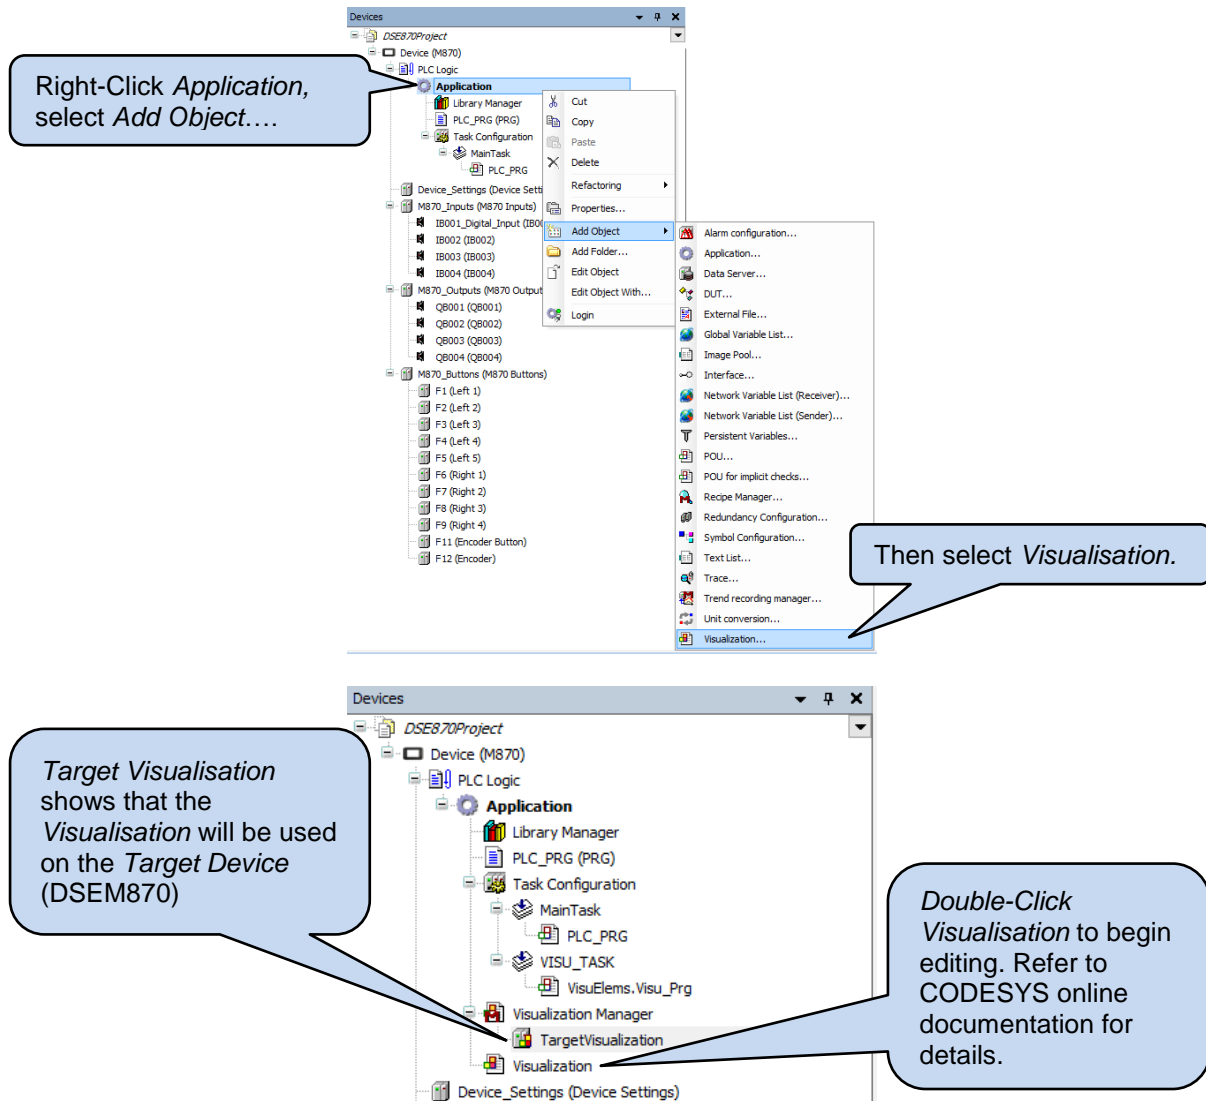 Devices
DSE870Project
Device (M870)
PLC Logic
Right-Click Application,
select Add Object….
Application
Library Manager
PLC_PRG (PRG)
Task Configuration
MainTask
PLC_PRG
Device_Settings (Device Setti
M870_Inputs (M870 Inputs)
IB001_Digital_Input (IB00
IB002 (IB002)
IB003 (IB003)
IB004 (IB004)
M870_Outputs (M870 Output
QB001 (QB001)
QB002 (QB002)
QB003 (QB003)
QB004 (QB004)
M870_Buttons (M870 Buttons)
F1 (Left 1)
F2 (Left 2)
F3 (Left 3)
F4 (Left 4)
F5 (Left 5)
F6 (Right 1)
F7 (Right 2)
F8 (Right 3)
F9 (Right 4)
F11 (Encoder Button)
F12 (Encoder)
Cut
Copy
Paste
Delete
Refactoring
Properties...
Add Object
Add Folder...
Edit Object
Edit Object With...
Login
Alarm configuration...
Application...
Data Server...
DUT...
External File...
Global Variable List...
Image Pool...
Interface...
Network Variable List (Receiver)...
Network Variable List (Sender)...
Persistent Variables...
POU...
POU for implicit checks...
Recipe Manager...
Redundancy Configuration...
Symbol Configuration...
Text List...
Trace...
Trend recording manager...
Unit conversion...
Visualization...
Then select Visualisation.
Devices
DSE870Project
Device (M870)
PLC Logic
Application
Library Manager
PLC_PRG (PRG)
Task Configuration
MainTask
PLC_PRG
VISU_TASK
VisuElems.Visu_Prg
Visualization Manager
TargetVisualization
Visualization
Device_Settings (Device Settings)
Target Visualisation
shows that the
Visualisation will be used
on the Target Device
(DSEM870)
Double-Click
Visualisation to begin
editing. Refer to
CODESYS online
documentation for
details.